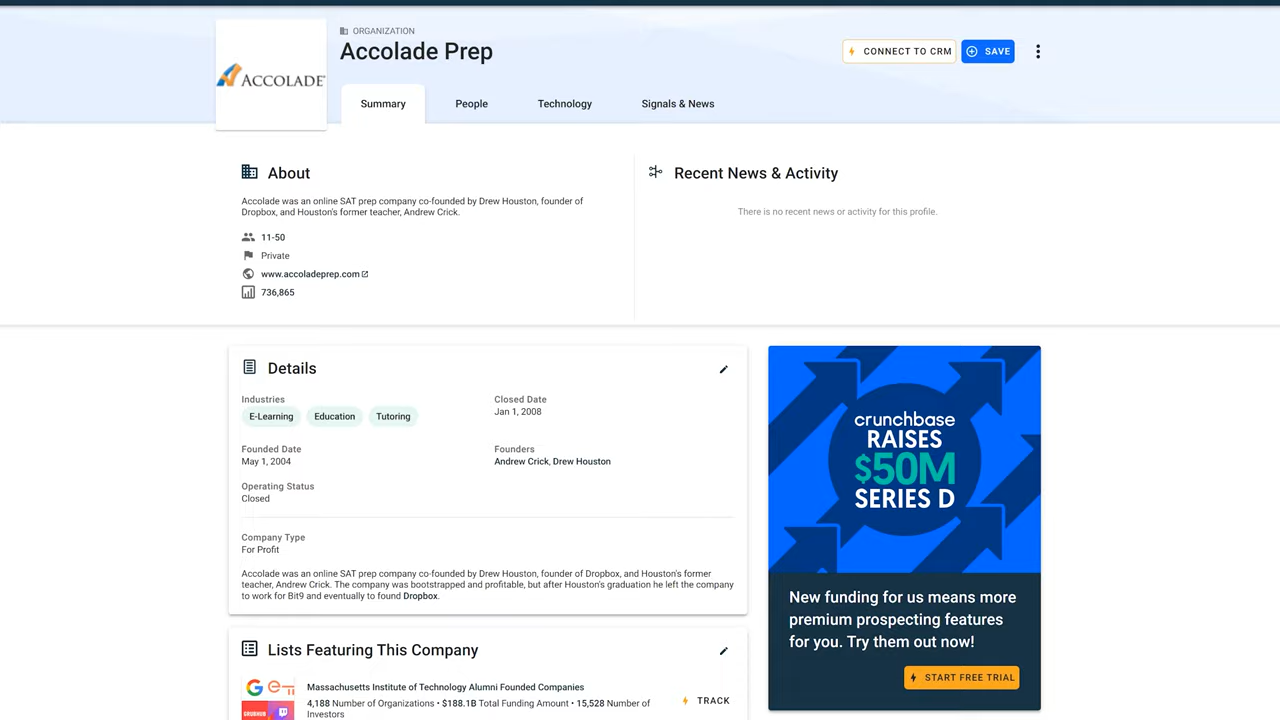 ORGANIZATION
Accolade Prep
ACCOLADE
CONNECT TO CRM
SAVE
Summary
People
Technology
Signals & News
About
Accolade was an online SAT prep company co-founded by Drew Houston, founder of
Dropbox, and Houston's former teacher, Andrew Crick.
11-50
Private
www.accoladeprep.com
736,865
Recent News & Activity
There is no recent news or activity for this profile.
Details
Industries
E-Learning
Education
Tutoring
Closed Date
Jan 1, 2008
Founded Date
May 1, 2004
Founders
Andrew Crick, Drew Houston
Operating Status
Closed
Company Type
For Profit
Accolade was an online SAT prep company co-founded by Drew Houston, founder of Dropbox, and Houston's former
teacher, Andrew Crick. The company was bootstrapped and profitable, but after Houston's graduation he left the company
to work for Bit9 and eventually to found Dropbox.
crunchbase
RAISES
$50M
SERIES D
New funding for us means more
premium prospecting features
for you. Try them out now!
START FREE TRIAL
Lists Featuring This Company
Massachusetts Institute of Technology Alumni Founded Companies
4,188 Number of Organizations • $188.1B Total Funding Amount • 15,528 Number of
Investors
TRACK